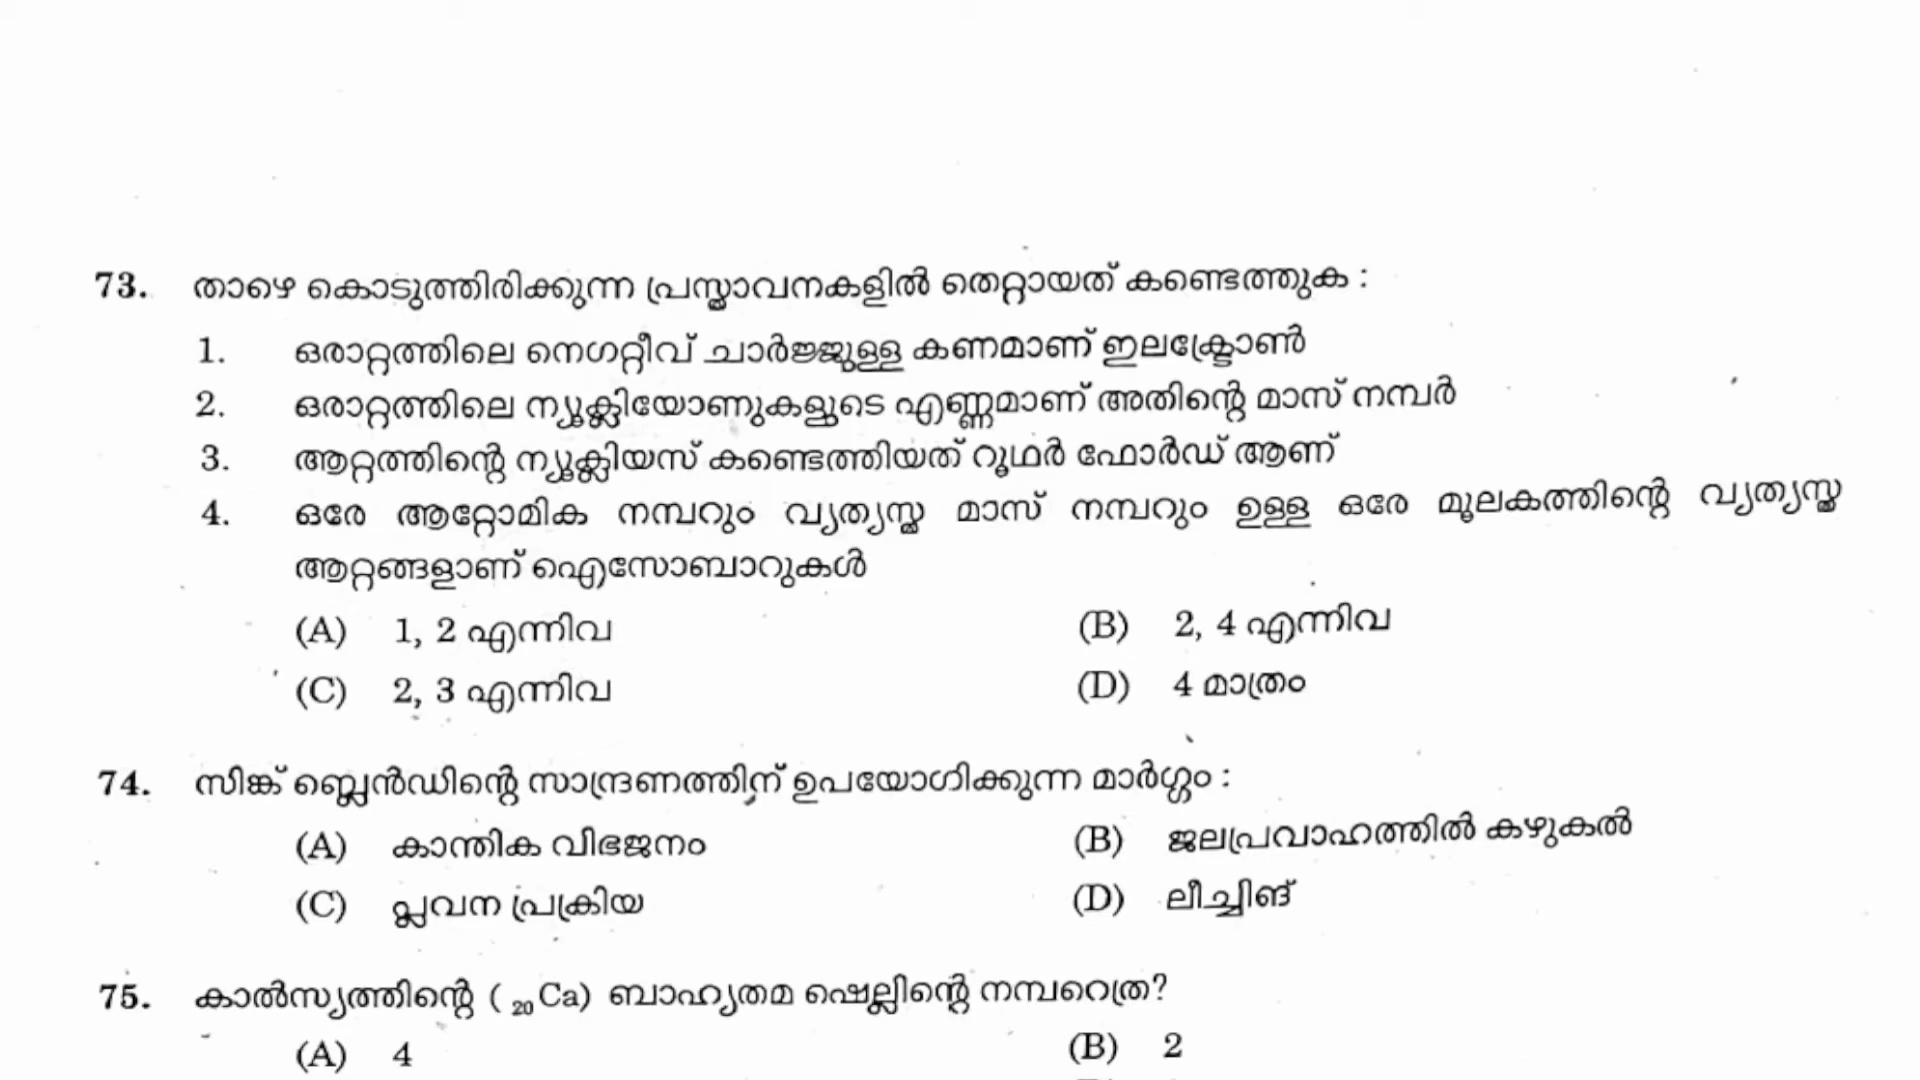 73. താഴെ കൊടുത്തിരിക്കുന്ന പ്രസ്താവനകളിൽ തെറ്റായത് കണ്ടെത്തുക :
1. ഒരാറ്റത്തിലെ നെഗറ്റീവ് ചാർജ്ജുള്ള കണമാണ് ഇലക്ട്രോൺ
2. ഒരാറ്റത്തിലെ ന്യൂക്ലിയോണുകളുടെ എണ്ണമാണ് അതിന്റെ മാസ് നമ്പർ
3. ആറ്റത്തിന്റെ ന്യൂക്ലിയസ് കണ്ടെത്തിയത് റൂഥർ ഫോർഡ് ആണ്
4. ഒരേ ആറ്റോമിക നമ്പറും വ്യത്യസ്ത മാസ് നമ്പറും ഉള്ള ഒരേ മൂലകത്തിന്റെ വ്യത്യസ്ത
ആറ്റങ്ങളാണ് ഐസോബാറുകൾ
(A) 1, 2 എന്നിവ (B) 2, 4 എന്നിവ
(C) 2, 3 എന്നിവ (D) 4 മാത്രം
74. സിങ്ക് ബ്ലെൻഡിന്റെ സാന്ദ്രണത്തിന് ഉപയോഗിക്കുന്ന മാർഗ്ഗം :
(A) കാന്തിക വിഭജനം (B) ജലപ്രവാഹത്തിൽ കഴുകൽ
(C) പ്ലവന പ്രക്രിയ (D) ലീച്ചിങ്
75. കാൽസ്യത്തിന്റെ ( ₂₀Ca) ബാഹ്യതമ ഷെല്ലിന്റെ നമ്പറെത്ര?
(A) 4 (B) 2